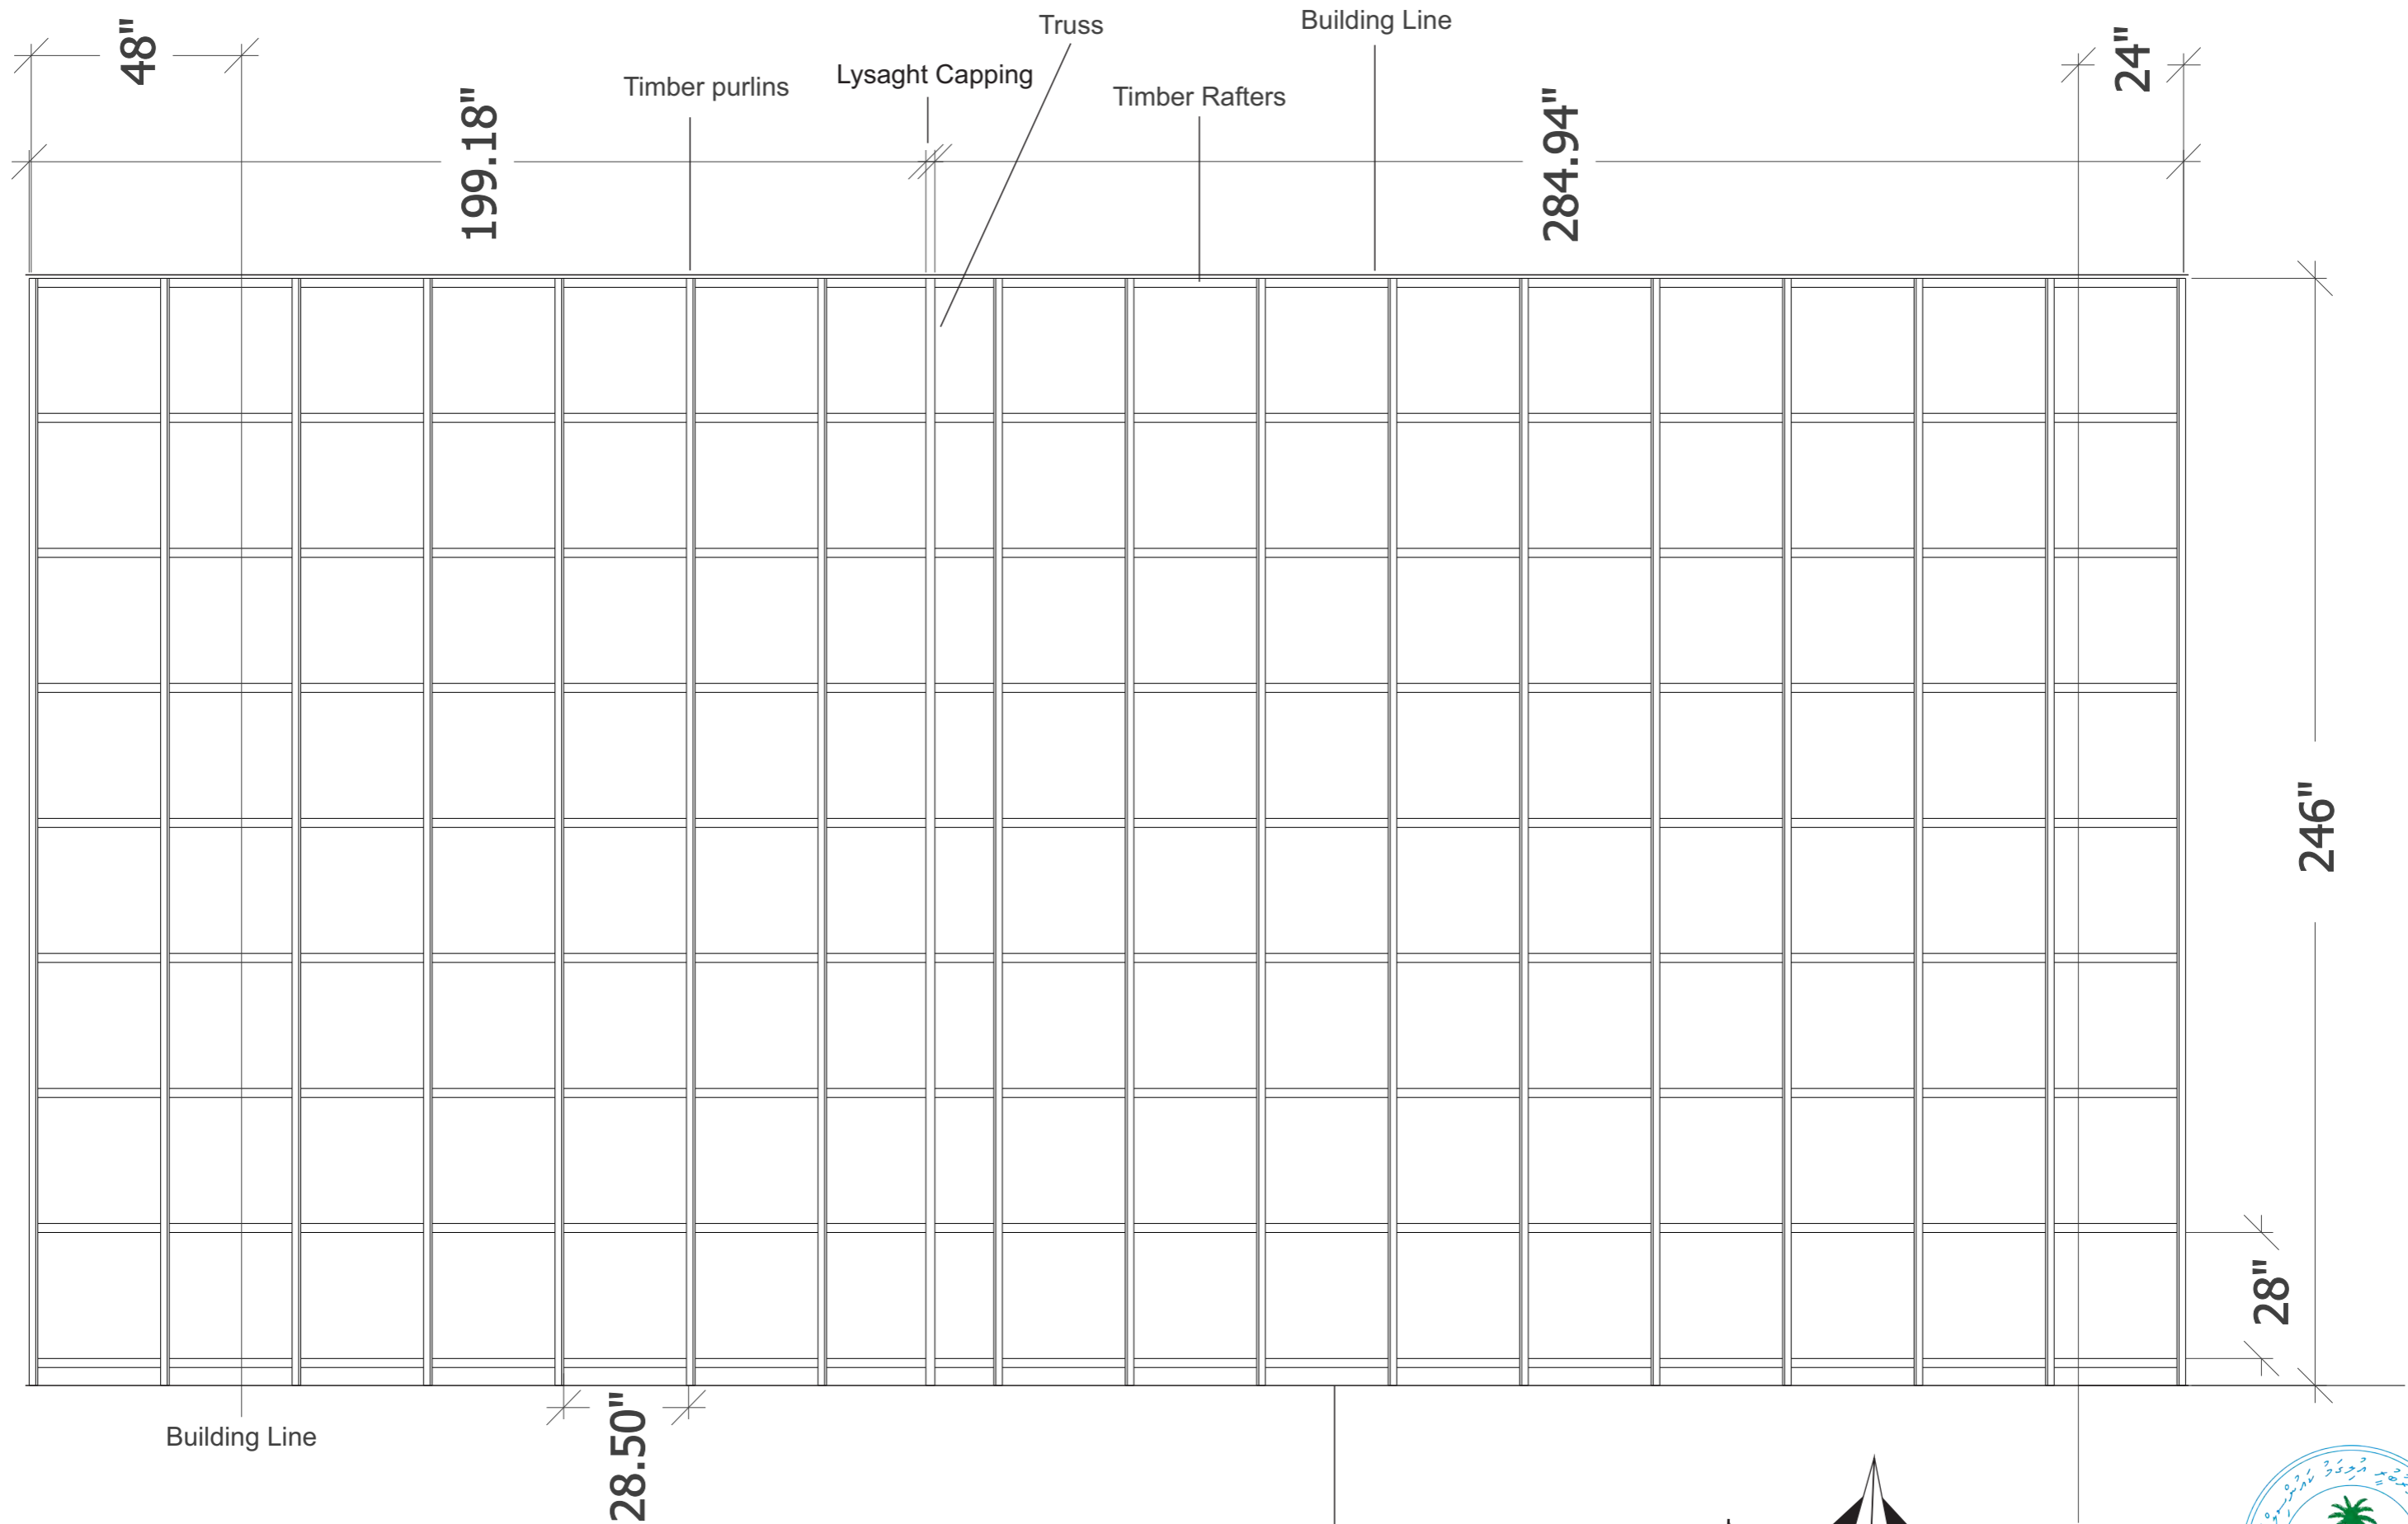 Truss
Building Line
48"
24"
Timber purlins
Lysaght Capping
Timber Rafters
199.18"
284.94"
246"
28"
28.50"
Building Line